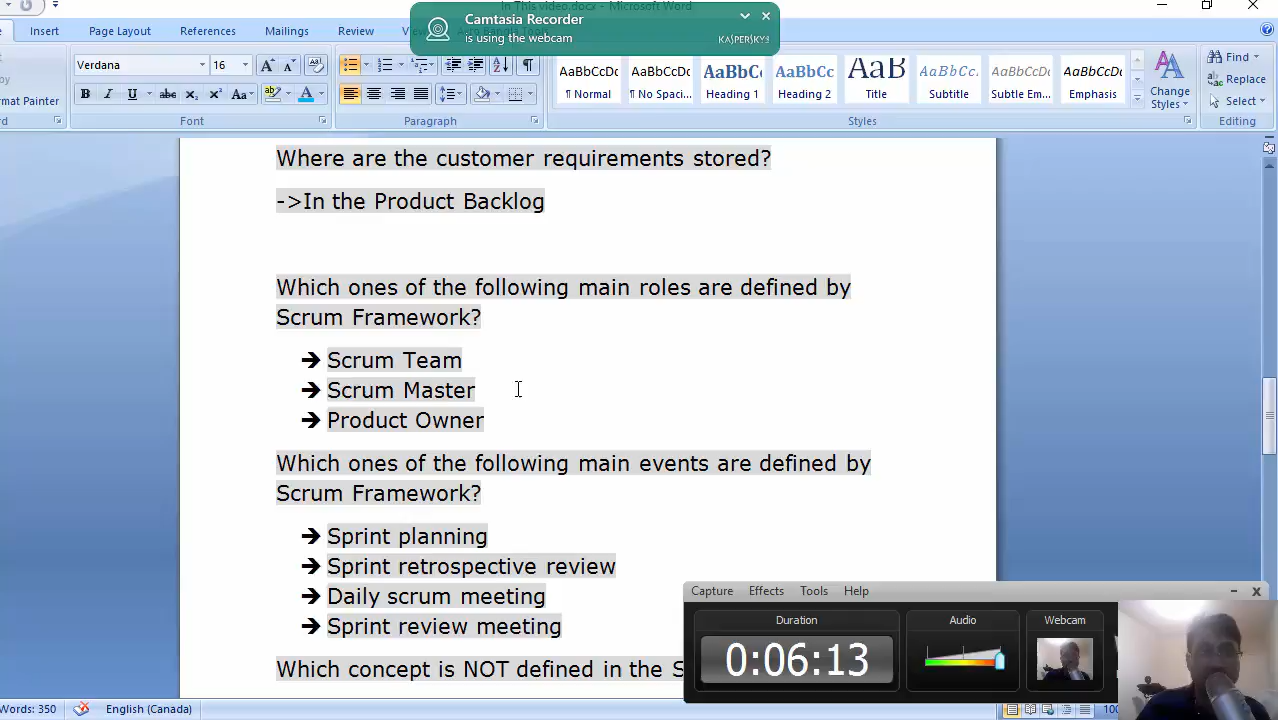 In This video.docx - Microsoft Word
Camtasia Recorder
is using the webcam
KASPERSKY
Insert Page Layout References Mailings Review
Verdana 16
Format Painter
Font
Paragraph
AaBbCcDc AaBbCcDc AaBbCc AaBbCc AaB AaBbCc. AaBbCcDc AaBbCcDc
¶ Normal ¶ No Spaci... Heading 1 Heading 2 Title Subtitle Subtle Em... Emphasis
Change Styles
Styles
Find
Replace
Select
Editing
Where are the customer requirements stored?
->In the Product Backlog
Which ones of the following main roles are defined by
Scrum Framework?
➔ Scrum Team
➔ Scrum Master
➔ Product Owner
Which ones of the following main events are defined by
Scrum Framework?
➔ Sprint planning
➔ Sprint retrospective review
➔ Daily scrum meeting
➔ Sprint review meeting
Which concept is NOT defined in the S
Capture Effects Tools Help
Duration Audio Webcam
0:06:13
Words: 350 English (Canada)